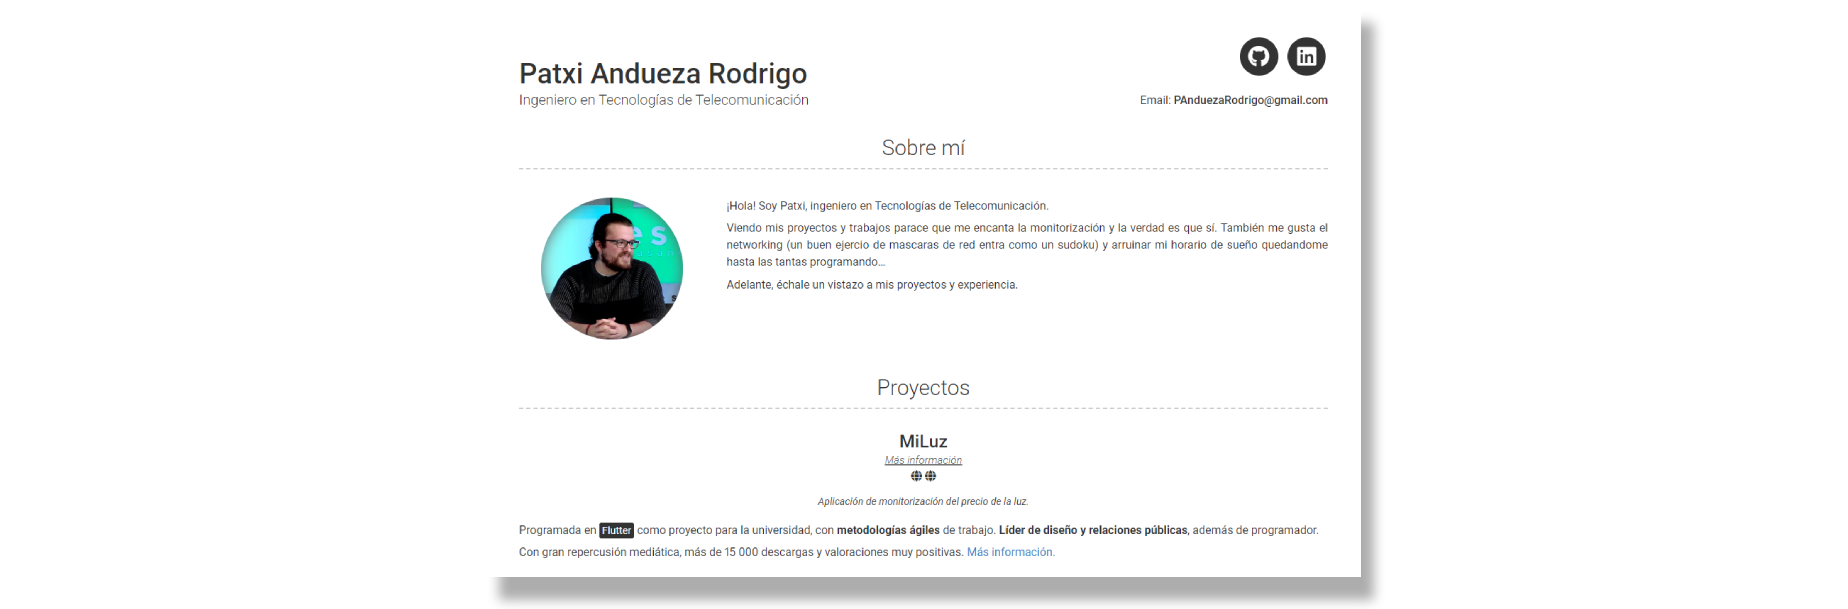 Patxi Andueza Rodrigo
Ingeniero en Tecnologías de Telecomunicación
in
Email: PAnduezaRodrigo@gmail.com
Sobre mí
¡Hola! Soy Patxi, ingeniero en Tecnologías de Telecomunicación.
Viendo mis proyectos y trabajos parace que me encanta la monitorización y la verdad es que sí. También me gusta el
networking (un buen ejercio de mascaras de red entra como un sudoku) y arruinar mi horario de sueño quedandome
hasta las tantas programando...
Adelante, échale un vistazo a mis proyectos y experiencia.
Proyectos
MiLuz
Más información
Aplicación de monitorización del precio de la luz.
Programada en Flutter como proyecto para la universidad, con metodologías ágiles de trabajo. Líder de diseño y relaciones públicas, además de programador.
Con gran repercusión mediática, más de 15 000 descargas y valoraciones muy positivas. Más información.